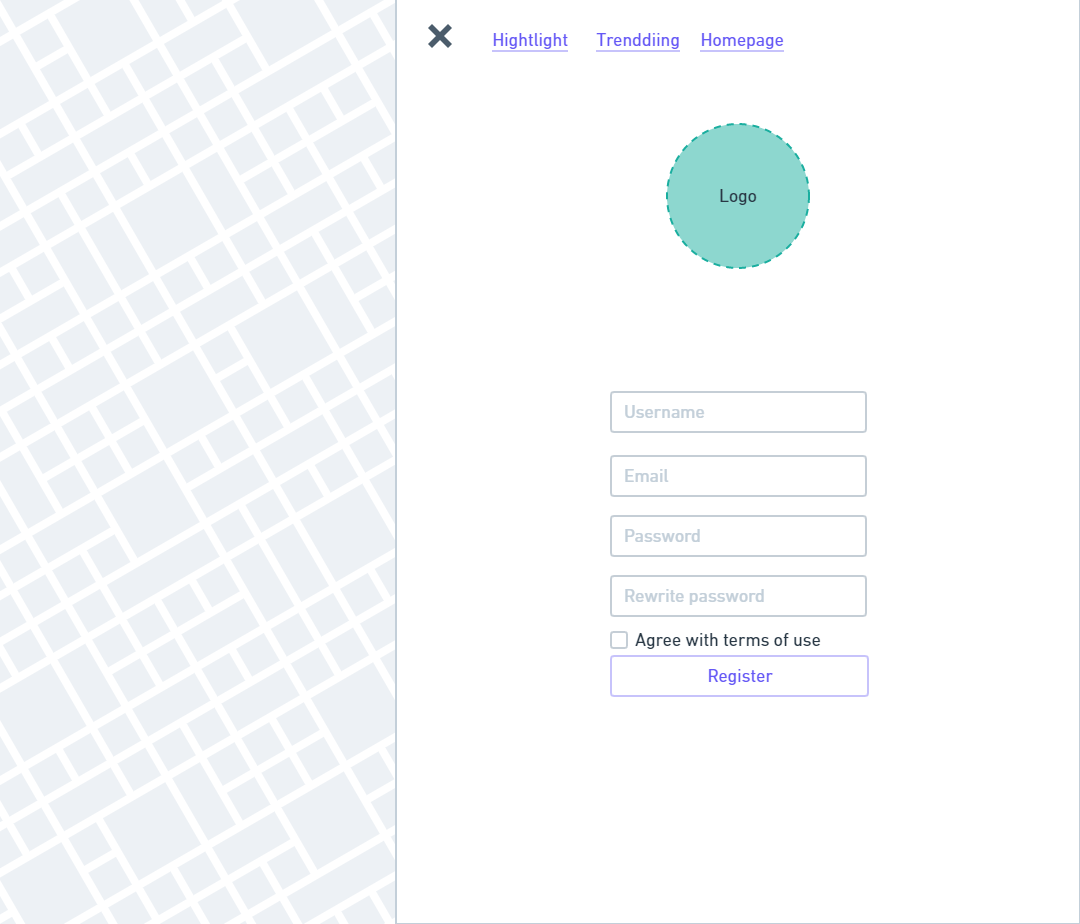 Hightlight Trenddiing Homepage
Logo
Username
Email
Password
Rewrite password
Agree with terms of use
Register